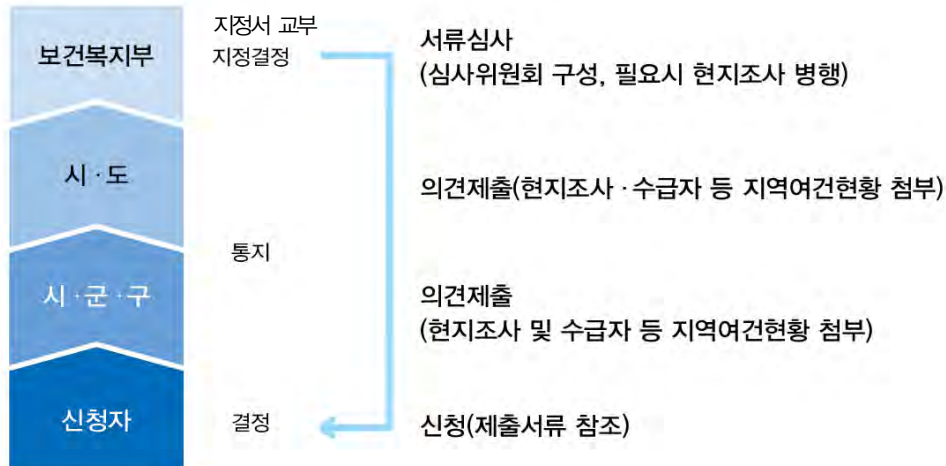 지정서 교부
보건복지부
지정결정
서류심사
(심사위원회 구성, 필요시 현지조사 병행)
시·도
의견제출(현지조사·수급자 등 지역여건현황 첨부)
통지
시·군·구
의견제출
(현지조사 및 수급자 등 지역여건현황 첨부)
신청자
결정
신청(제출서류 참조)